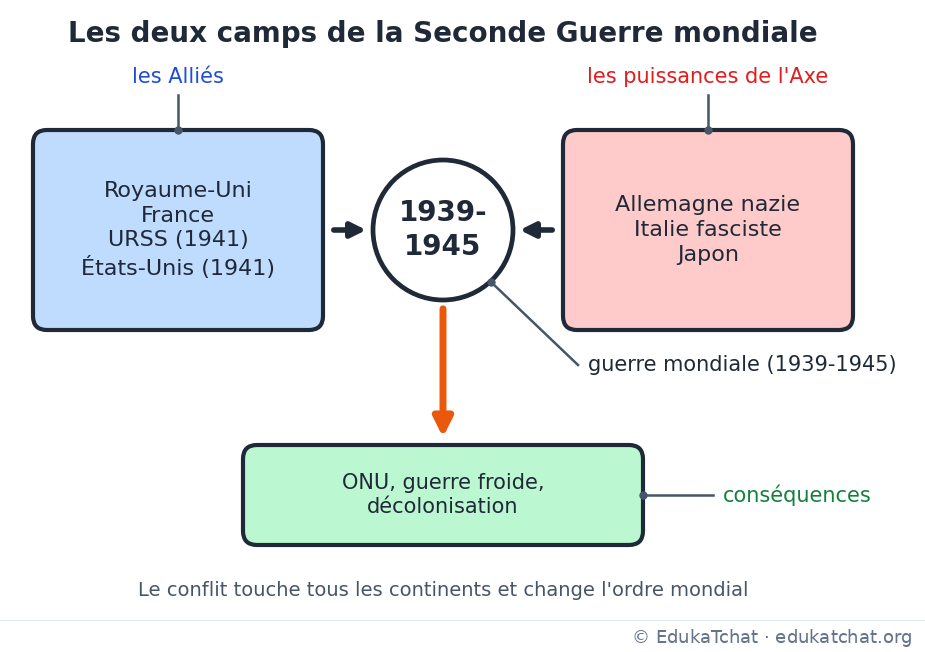 Les deux camps de la Seconde Guerre mondiale
les Alliés
les puissances de l'Axe
Royaume-Uni
France
URSS (1941)
États-Unis (1941)
1939-
1945
Allemagne nazie
Italie fasciste
Japon
guerre mondiale (1939-1945)
ONU, guerre froide,
décolonisation
conséquences
Le conflit touche tous les continents et change l'ordre mondial
© EdukaTchat · edukatchat.org